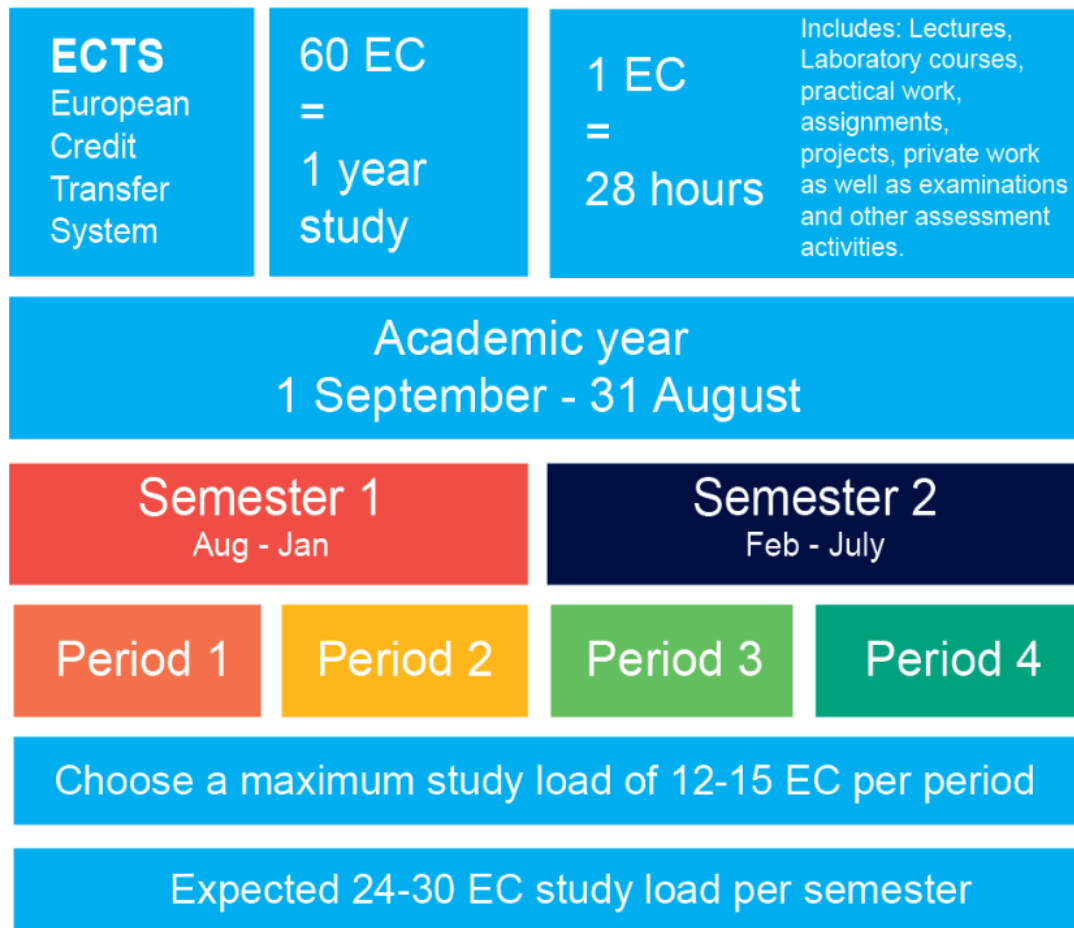 ECTS
European
Credit
Transfer
System
60 EC
=
1 year
study
1 EC
=
28 hours
Includes: Lectures,
Laboratory courses,
practical work,
assignments,
projects, private work
as well as examinations
and other assessment
activities.
Academic year
1 September - 31 August
Semester 1
Aug - Jan
Semester 2
Feb - July
Period 1
Period 2
Period 3
Period 4
Choose a maximum study load of 12-15 EC per period
Expected 24-30 EC study load per semester